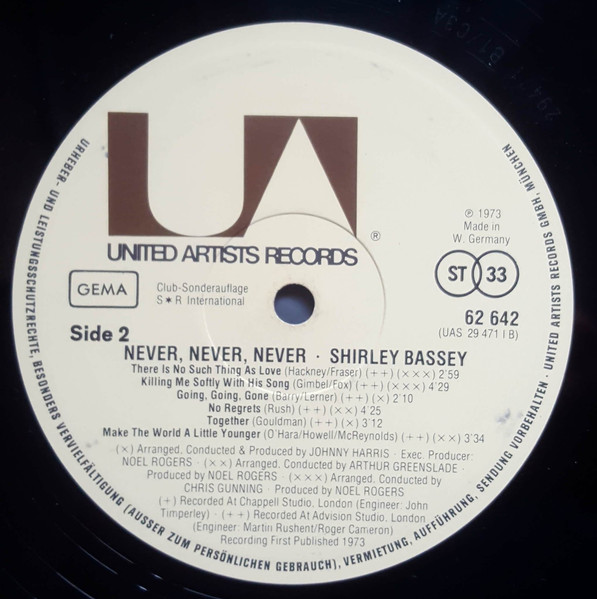 UA
UNITED ARTISTS RECORDS
®
℗ 1973
Made in
W. Germany
GEMA
Club-Sonderauflage
S✶R International
ST 33
62 642
(UAS 29 471 I B)
Side 2
NEVER, NEVER, NEVER · SHIRLEY BASSEY
There Is No Such Thing As Love (Hackney/Fraser) (++) (×××) 2'59
Killing Me Softly With His Song (Gimbel/Fox) (++) (×××) 4'29
Going, Going, Gone (Barry/Lerner) (++) (×) 2'10
No Regrets (Rush) (++) (××) 4'25
Together (Gouldman) (++) (×) 3'12
Make The World A Little Younger (O'Hara/Howell/McReynolds) (++) (××) 3'34
(×) Arranged, Conducted & Produced by JOHNNY HARRIS · Exec. Producer:
NOEL ROGERS · (××) Arranged, Conducted by ARTHUR GREENSLADE ·
Produced by NOEL ROGERS · (×××) Arranged, Conducted by
CHRIS GUNNING · Produced by NOEL ROGERS
(+) Recorded At Chappell Studio, London (Engineer: John
Timperley) · (++) Recorded At Advision Studio, London
(Engineer: Martin Rushent/Roger Cameron)
Recording First Published 1973
URHEBER- UND LEISTUNGSSCHUTZRECHTE, BESONDERS VERVIELFÄLTIGUNG (AUSSER ZUM PERSÖNLICHEN GEBRAUCH), VERMIETUNG, AUFFÜHRUNG, SENDUNG VORBEHALTEN · UNITED ARTISTS RECORDS GMBH, MÜNCHEN